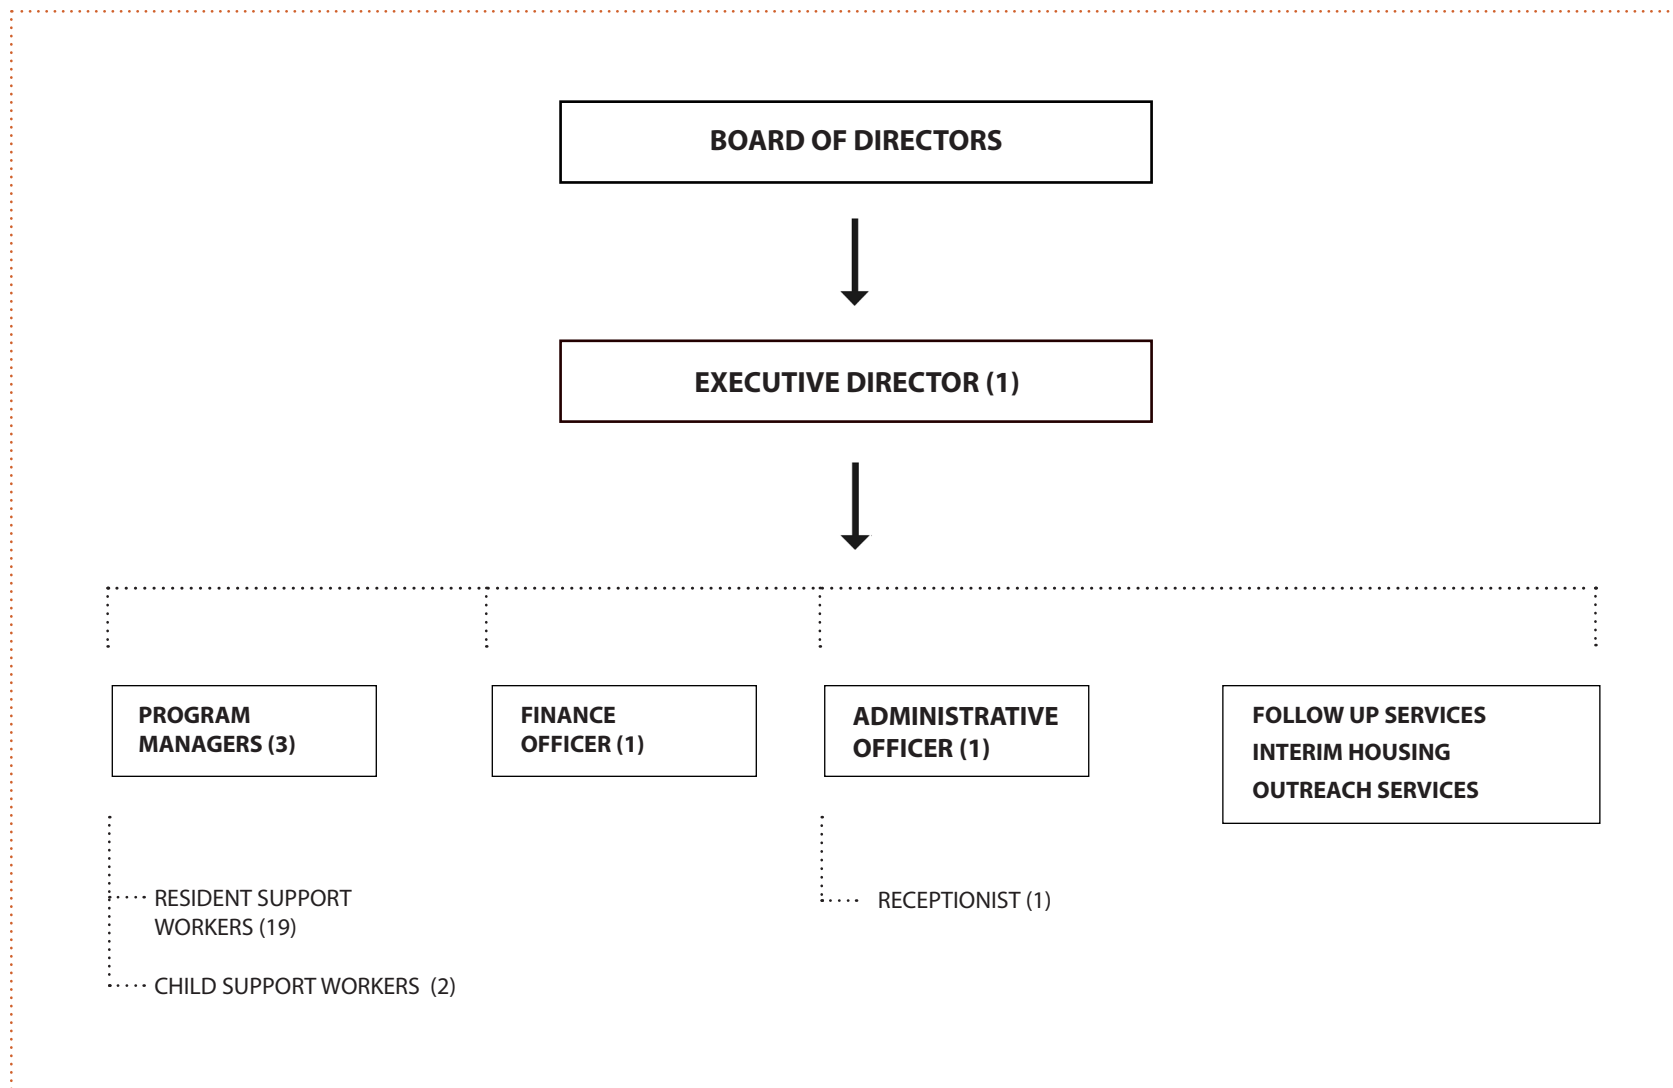 BOARD OF DIRECTORS
EXECUTIVE DIRECTOR (1)
PROGRAM
MANAGERS (3)
FINANCE
OFFICER (1)
ADMINISTRATIVE
OFFICER (1)
FOLLOW UP SERVICES
INTERIM HOUSING
OUTREACH SERVICES
RESIDENT SUPPORT
WORKERS (19)
CHILD SUPPORT WORKERS (2)
RECEPTIONIST (1)